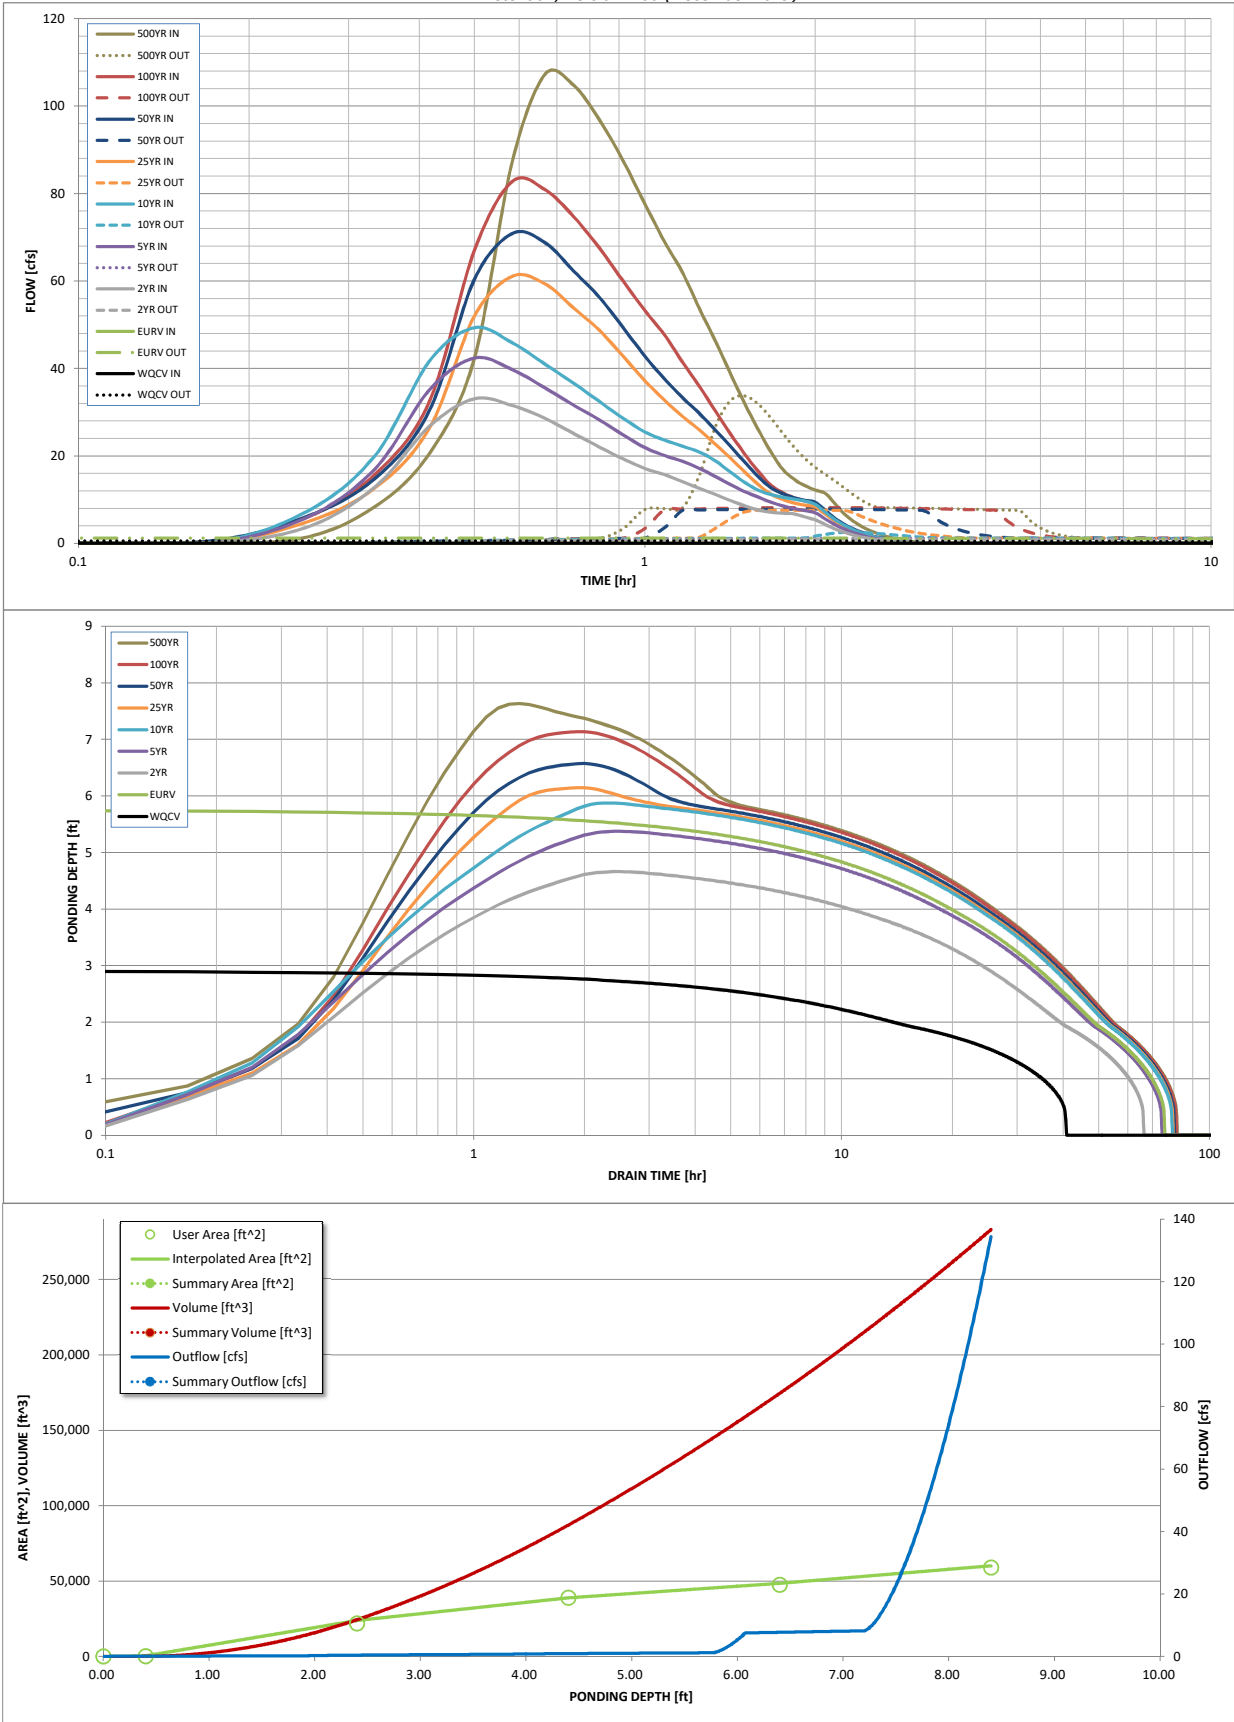 120
100
80
60
40
20
0
FLOW [cfs]
500YR IN
500YR OUT
100YR IN
100YR OUT
50YR IN
50YR OUT
25YR IN
25YR OUT
10YR IN
10YR OUT
5YR IN
5YR OUT
2YR IN
2YR OUT
EURV IN
EURV OUT
WQCV IN
WQCV OUT
0.1
1
10
TIME [hr]
9
8
7
6
5
4
3
2
1
0
PONDING DEPTH [ft]
500YR
100YR
50YR
25YR
10YR
5YR
2YR
EURV
WQCV
0.1
1
10
100
DRAIN TIME [hr]
User Area [ft^2]
Interpolated Area [ft^2]
Summary Area [ft^2]
Volume [ft^3]
Summary Volume [ft^3]
Outflow [cfs]
Summary Outflow [cfs]
250,000
200,000
150,000
100,000
50,000
0
AREA [ft^2], VOLUME [ft^3]
140
120
100
80
60
40
20
0
OUTFLOW [cfs]
0.00
1.00
2.00
3.00
4.00
5.00
6.00
7.00
8.00
9.00
10.00
PONDING DEPTH [ft]